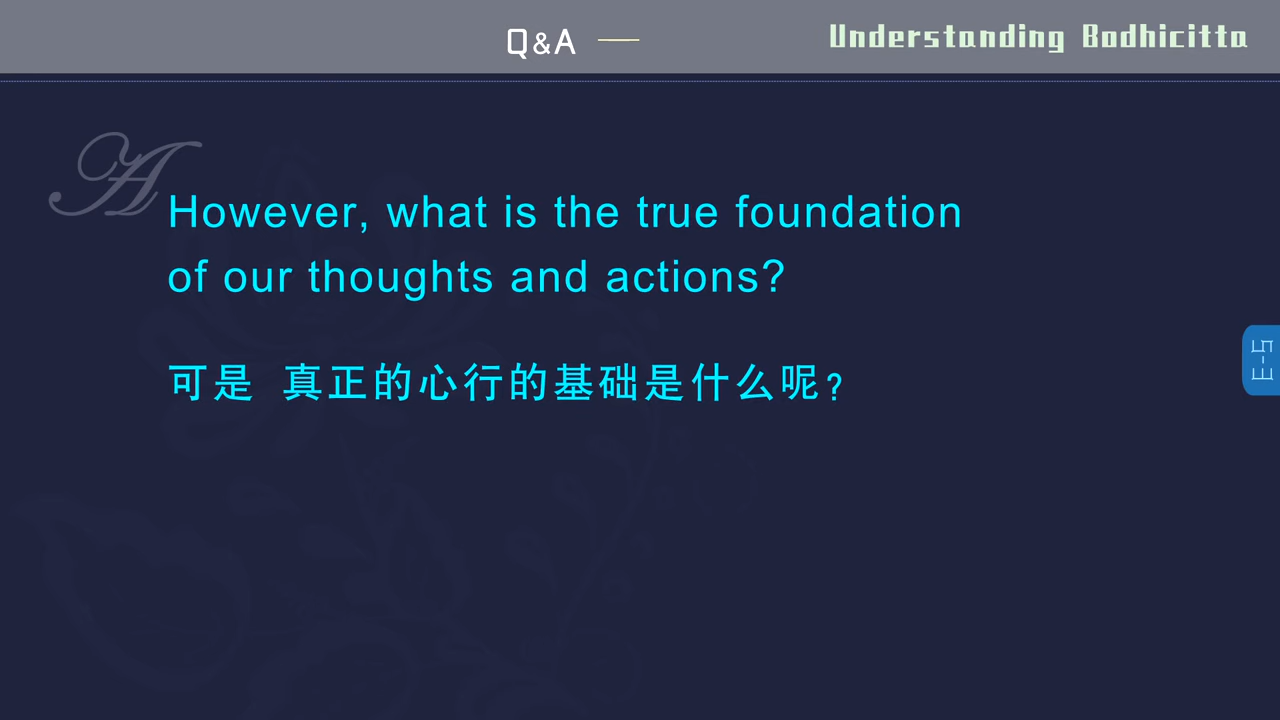 Q&A
Understanding Bodhicitta
A
However, what is the true foundation
of our thoughts and actions?
可是 真正的心行的基础是什么呢?